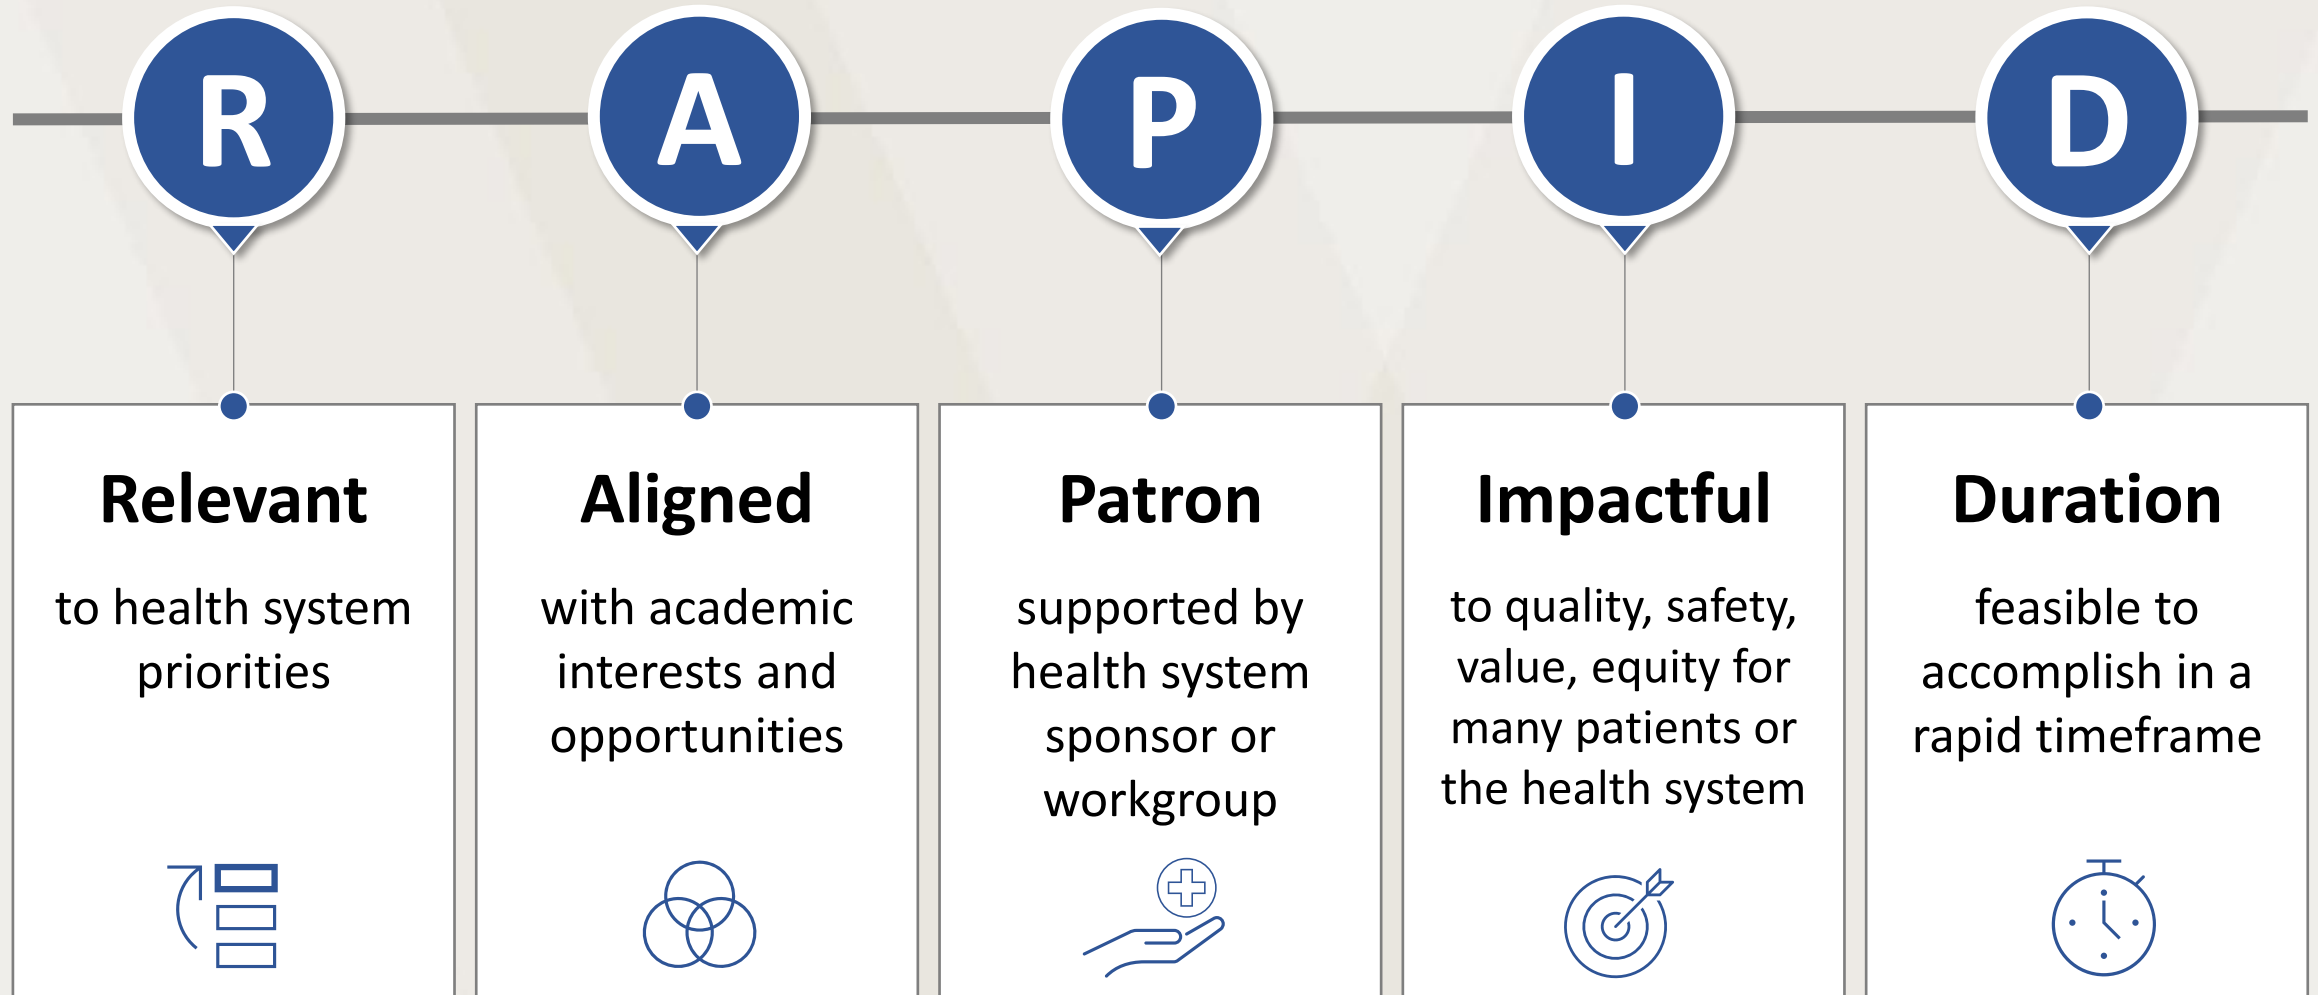 R
A
P
I
D
Relevant
to health system
priorities
Aligned
with academic
interests and
opportunities
Patron
supported by
health system
sponsor or
workgroup
Impactful
to quality, safety,
value, equity for
many patients or
the health system
Duration
feasible to
accomplish in a
rapid timeframe